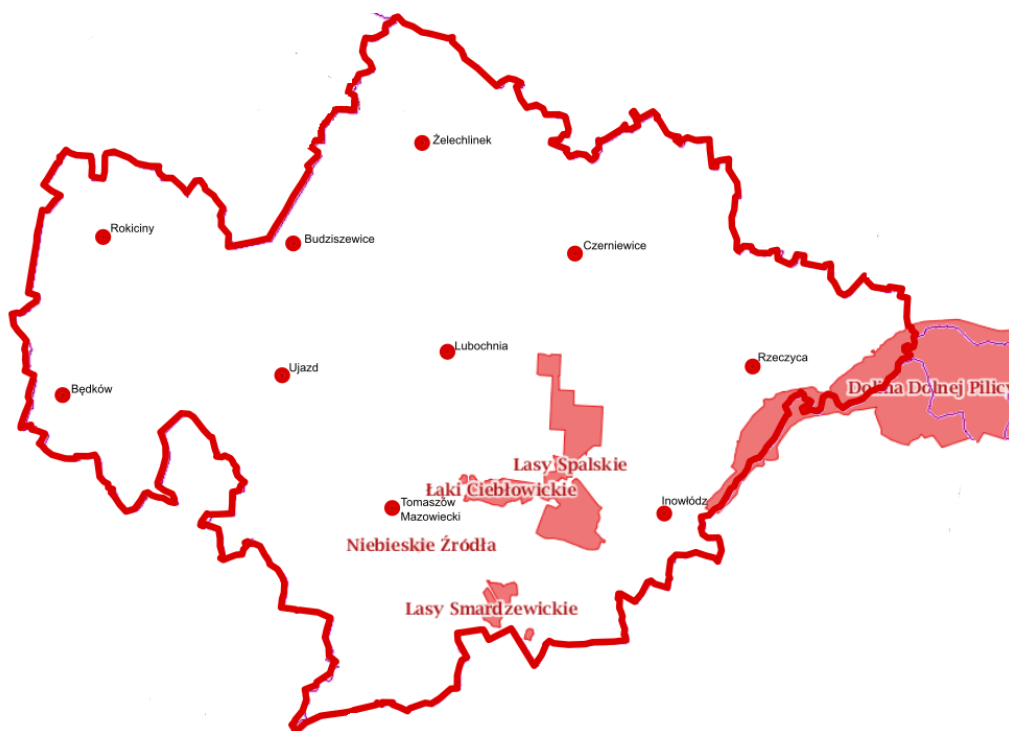 Żelechlinek
Rokiciny
Budziszewice
Czerniewice
Lubochnia
Rzeczyca
Ujazd
Będków
Dolina Dolnej Pilicy
Lasy Spalskie
Łąki Ciebłowickie
Tomaszów
Mazowiecki
Inowłódz
Niebieskie Źródła
Lasy Smardzewickie